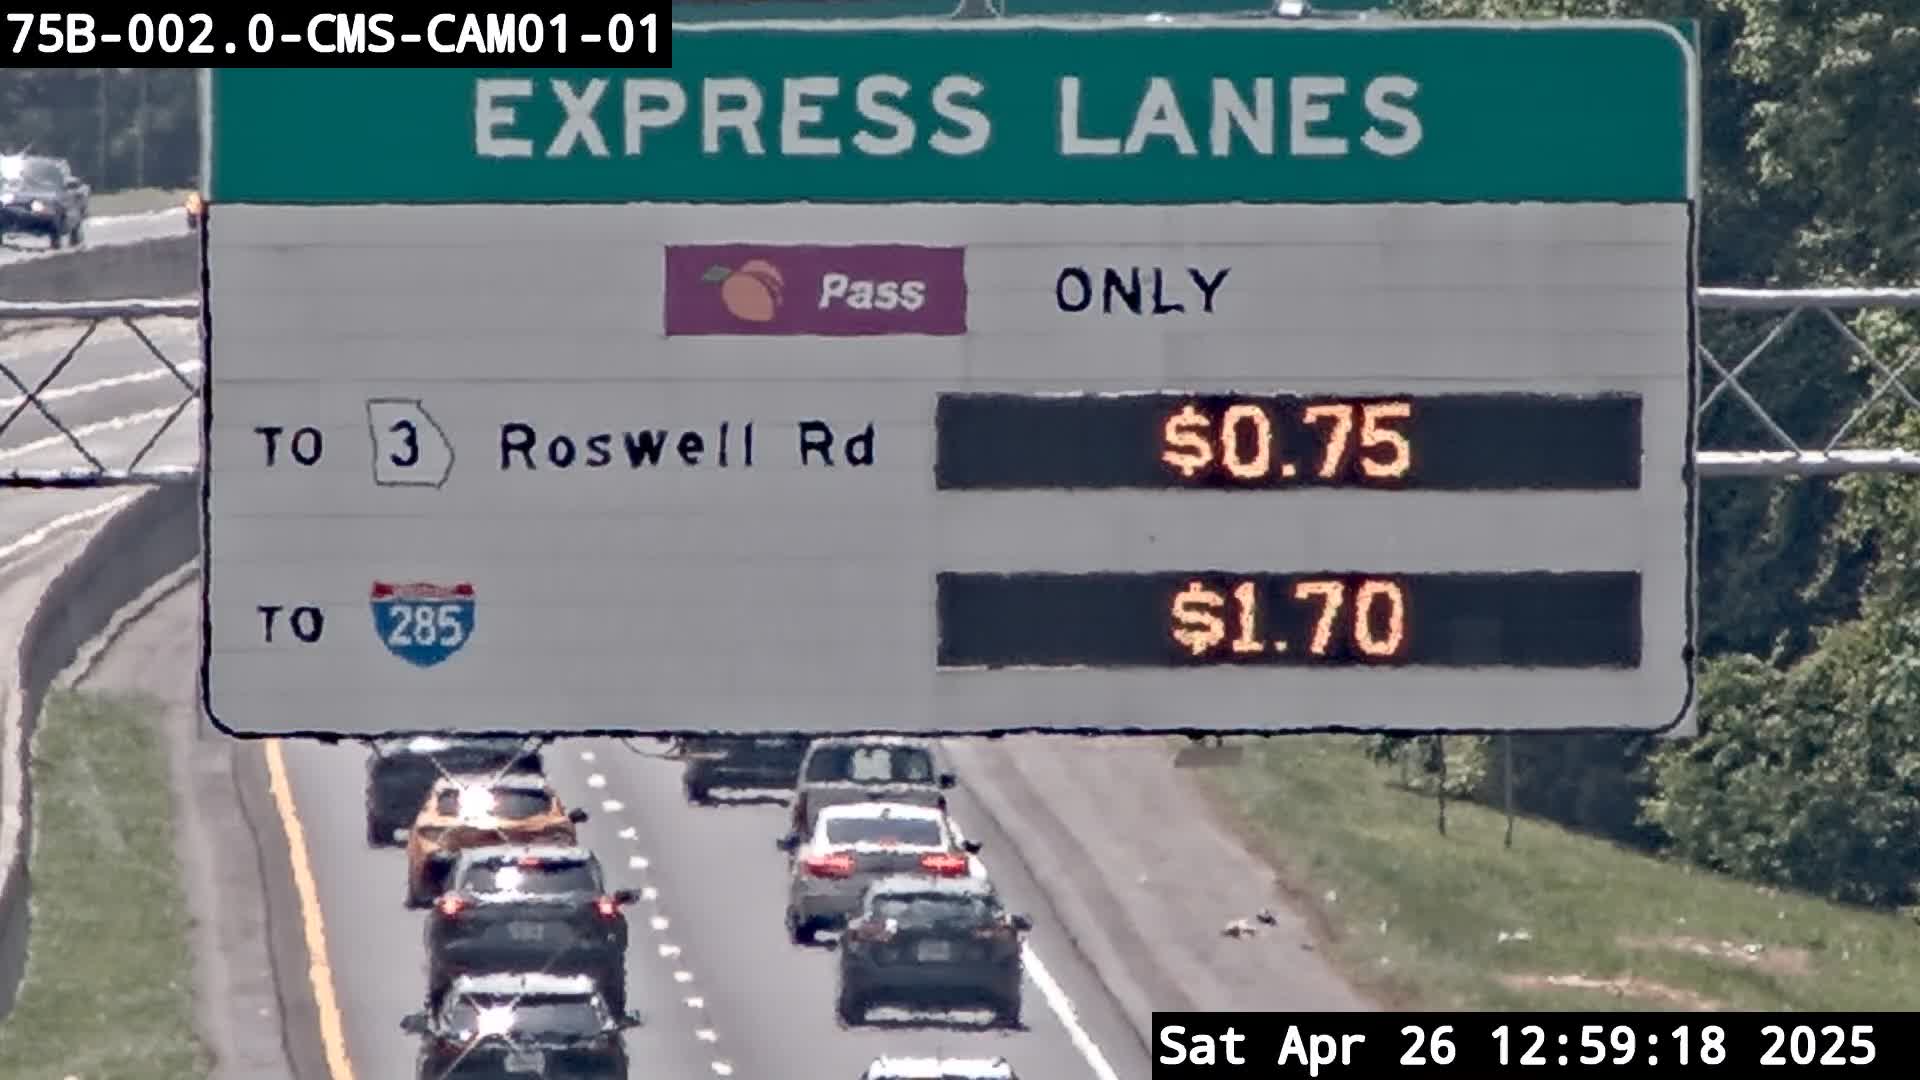 75B-002.0-CMS-CAM01-01
EXPRESS LANES
Pass ONLY
TO 3 Roswell Rd $0.75
TO 285 $1.70
Sat Apr 26 12:59:18 2025